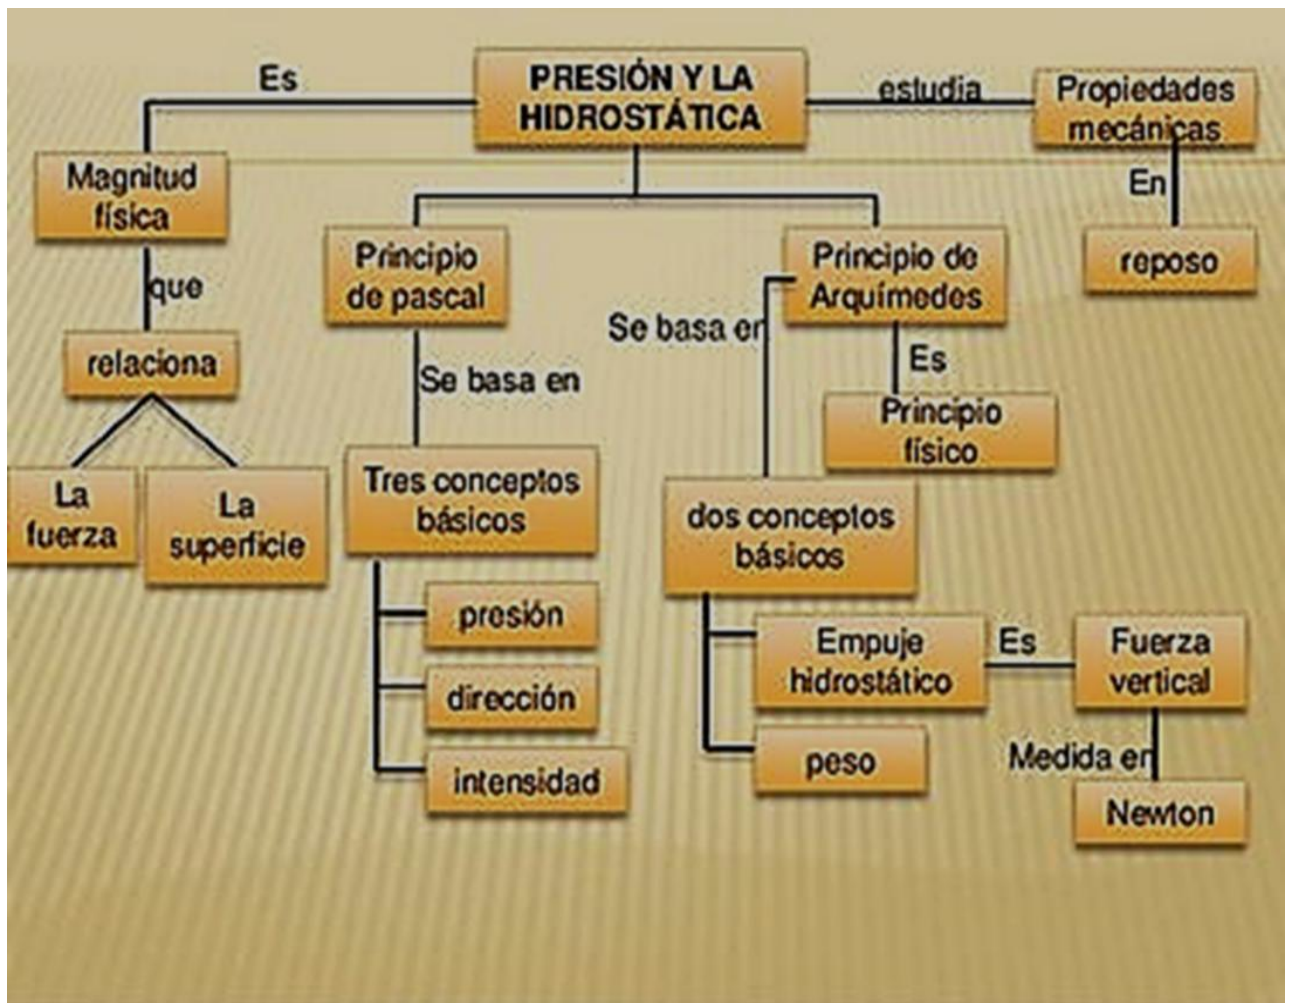 Es
PRESIÓN Y LA
HIDROSTÁTICA
estudia
Propiedades
mecánicas
Magnitud
física
En
que
Principio
de pascal
Principio de
Arquímedes
reposo
Se basa en
Es
relaciona
Se basa en
Principio
físico
La
fuerza
La
superficie
Tres conceptos
básicos
dos conceptos
básicos
presión
dirección
intensidad
Empuje
hidrostático
Es
Fuerza
vertical
peso
Medida en
Newton